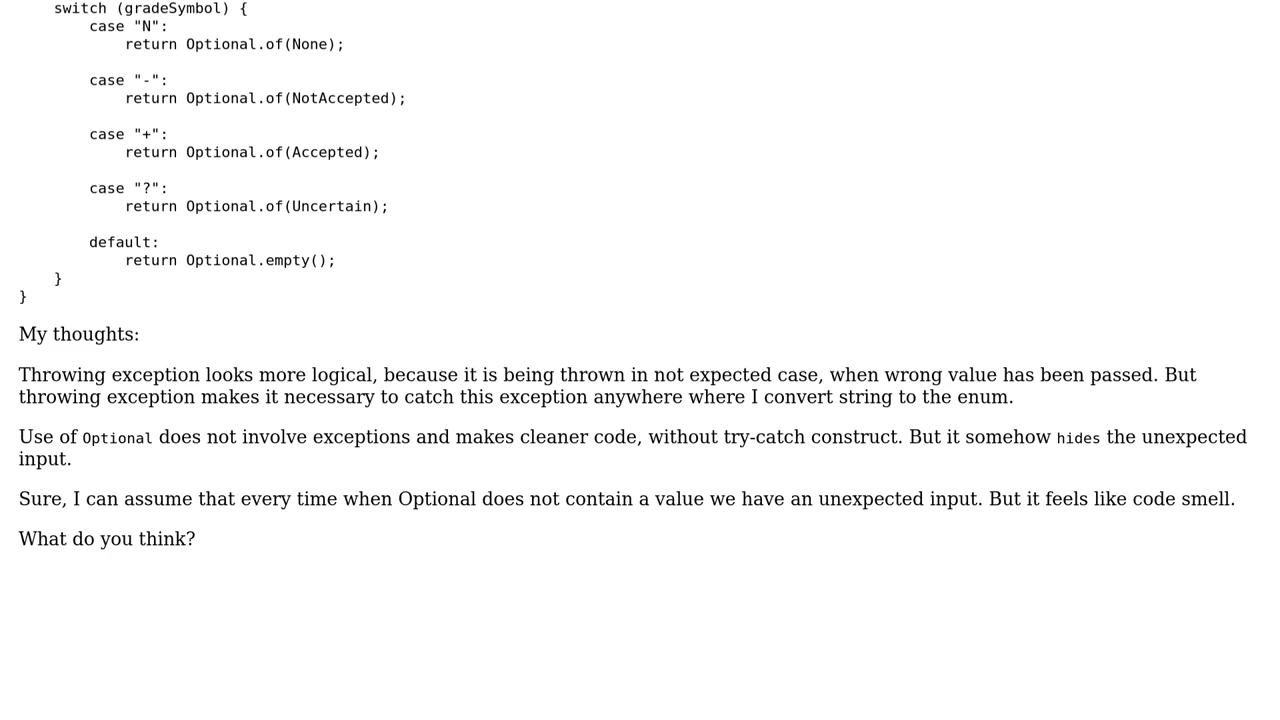 switch (gradeSymbol) {
case "N":
return Optional.of(None);
case "-":
return Optional.of(NotAccepted);
case "+":
return Optional.of(Accepted);
case "?":
return Optional.of(Uncertain);
default:
return Optional.empty();
}
}
My thoughts:
Throwing exception looks more logical, because it is being thrown in not expected case, when wrong value has been passed. But
throwing exception makes it necessary to catch this exception anywhere where I convert string to the enum.
Use of Optional does not involve exceptions and makes cleaner code, without try-catch construct. But it somehow hides the unexpected
input.
Sure, I can assume that every time when Optional does not contain a value we have an unexpected input. But it feels like code smell.
What do you think?